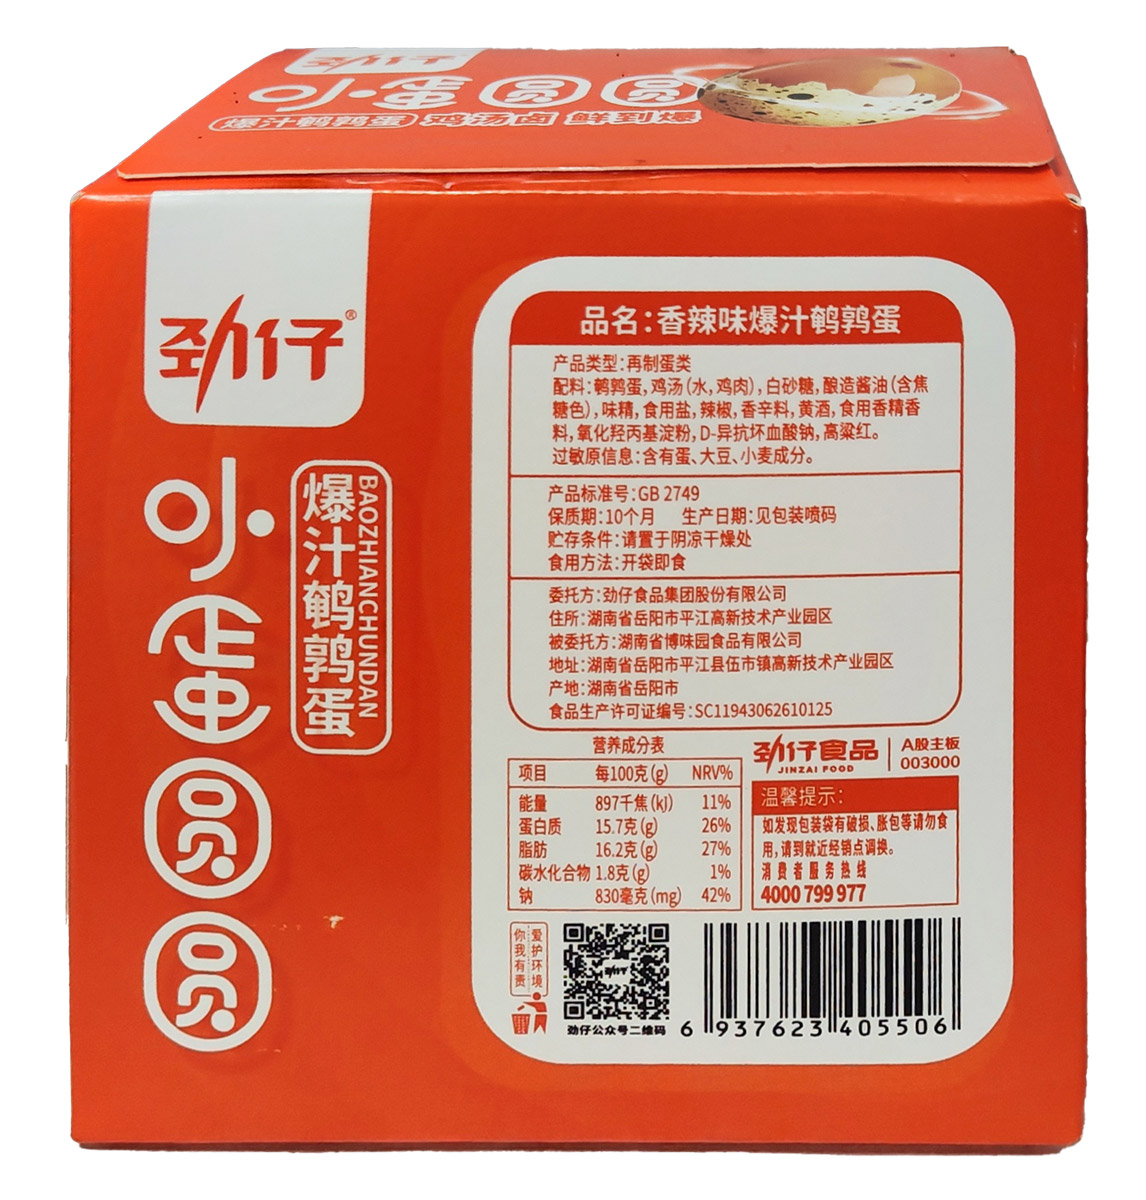 劲仔
小蛋圆圆
爆汁鹌鹑蛋 鸡汤卤 鲜到爆
劲仔®
小蛋圆圆
爆汁鹌鹑蛋
BAOZHIANCHUNDAN
品名:香辣味爆汁鹌鹑蛋
产品类型:再制蛋类
配料:鹌鹑蛋,鸡汤(水,鸡肉),白砂糖,酿造酱油(含焦
糖色),味精,食用盐,辣椒,香辛料,黄酒,食用香精香
料,氧化羟丙基淀粉,D-异抗坏血酸钠,高粱红。
过敏原信息:含有蛋、大豆、小麦成分。
产品标准号:GB 2749
保质期:10个月 生产日期:见包装喷码
贮存条件:请置于阴凉干燥处
食用方法:开袋即食
委托方:劲仔食品集团股份有限公司
住所:湖南省岳阳市平江高新技术产业园区
被委托方:湖南省博味园食品有限公司
地址:湖南省岳阳市平江县伍市镇高新技术产业园区
产地:湖南省岳阳市
食品生产许可证编号:SC11943062610125
营养成分表
项目 每100克(g) NRV%
能量 897千焦(kJ) 11%
蛋白质 15.7克(g) 26%
脂肪 16.2克(g) 27%
碳水化合物 1.8克(g) 1%
钠 830毫克(mg) 42%
劲仔食品
JINZAI FOOD
A股主板
003000
温馨提示:
如发现包装袋有破损、胀包等请勿食
用,请到就近经销点调换。
消费者服务热线
4000 799 977
爱护环境
你我有责
劲仔
劲仔公众号二维码
6 937623 405506